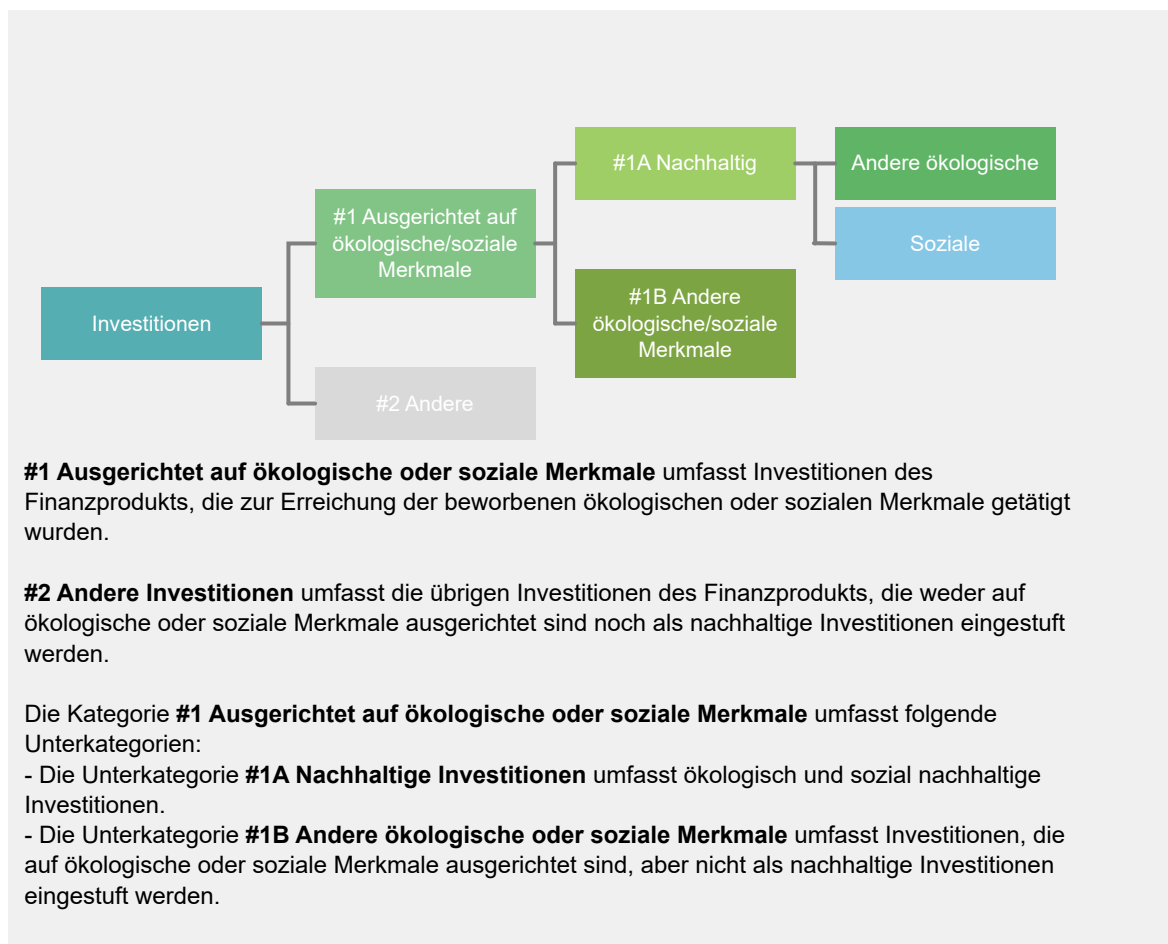 #1A Nachhaltig
Andere ökologische
#1 Ausgerichtet auf
ökologische/soziale
Merkmale
Soziale
Investitionen
#1B Andere
ökologische/soziale
Merkmale
#2 Andere
#1 Ausgerichtet auf ökologische oder soziale Merkmale umfasst Investitionen des
Finanzprodukts, die zur Erreichung der beworbenen ökologischen oder sozialen Merkmale getätigt
wurden.
#2 Andere Investitionen umfasst die übrigen Investitionen des Finanzprodukts, die weder auf
ökologische oder soziale Merkmale ausgerichtet sind noch als nachhaltige Investitionen eingestuft
werden.
Die Kategorie #1 Ausgerichtet auf ökologische oder soziale Merkmale umfasst folgende
Unterkategorien:
- Die Unterkategorie #1A Nachhaltige Investitionen umfasst ökologisch und sozial nachhaltige
Investitionen.
- Die Unterkategorie #1B Andere ökologische oder soziale Merkmale umfasst Investitionen, die
auf ökologische oder soziale Merkmale ausgerichtet sind, aber nicht als nachhaltige Investitionen
eingestuft werden.